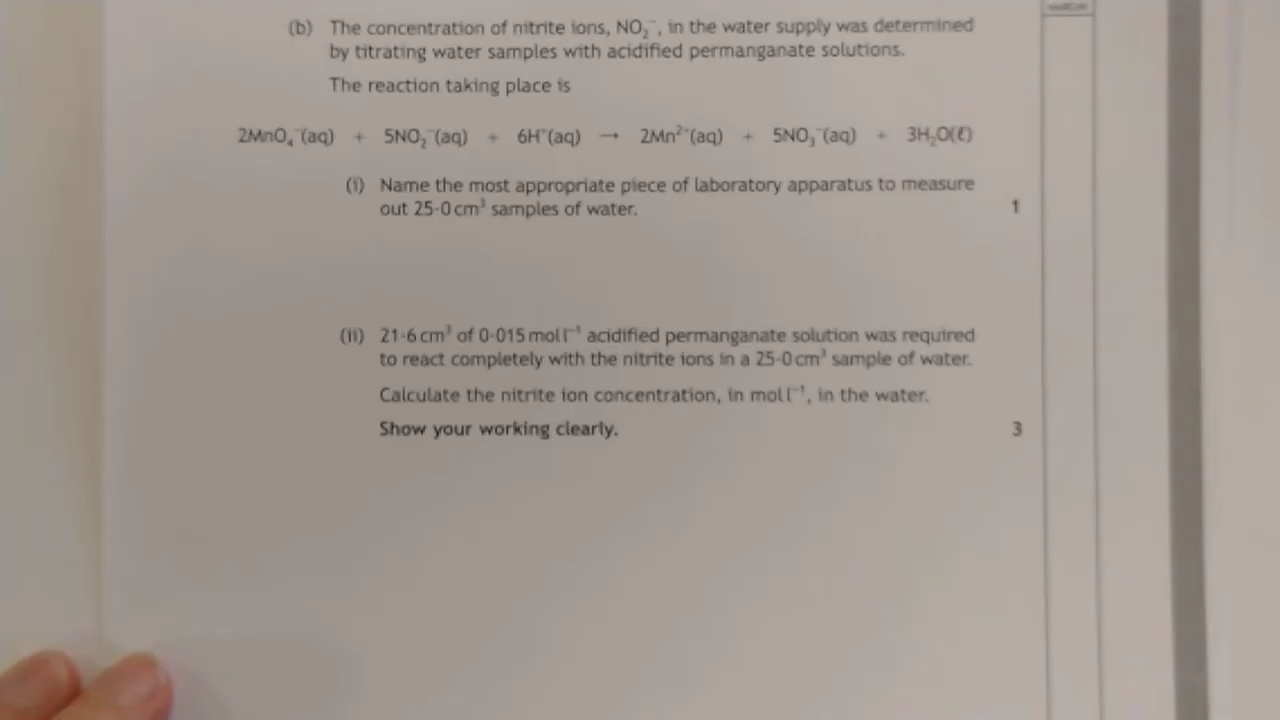 (b) The concentration of nitrite ions, NO₂⁻, in the water supply was determined
by titrating water samples with acidified permanganate solutions.
The reaction taking place is
2MnO₄⁻(aq) + 5NO₂⁻(aq) + 6H⁺(aq) → 2Mn²⁺(aq) + 5NO₃⁻(aq) + 3H₂O(ℓ)
(i) Name the most appropriate piece of laboratory apparatus to measure
out 25·0 cm³ samples of water. 1
(ii) 21·6 cm³ of 0·015 mol l⁻¹ acidified permanganate solution was required
to react completely with the nitrite ions in a 25·0 cm³ sample of water.
Calculate the nitrite ion concentration, in mol l⁻¹, in the water.
Show your working clearly. 3